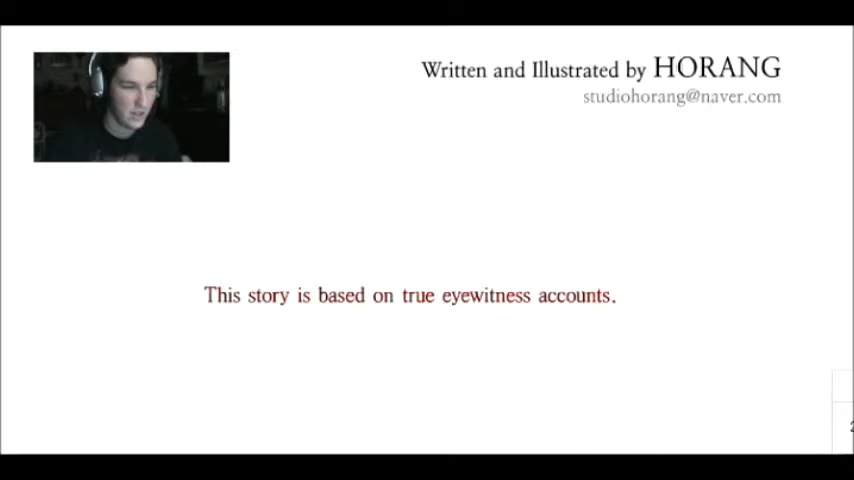 Written and Illustrated by HORANG
studiohorang@naver.com
This story is based on true eyewitness accounts.